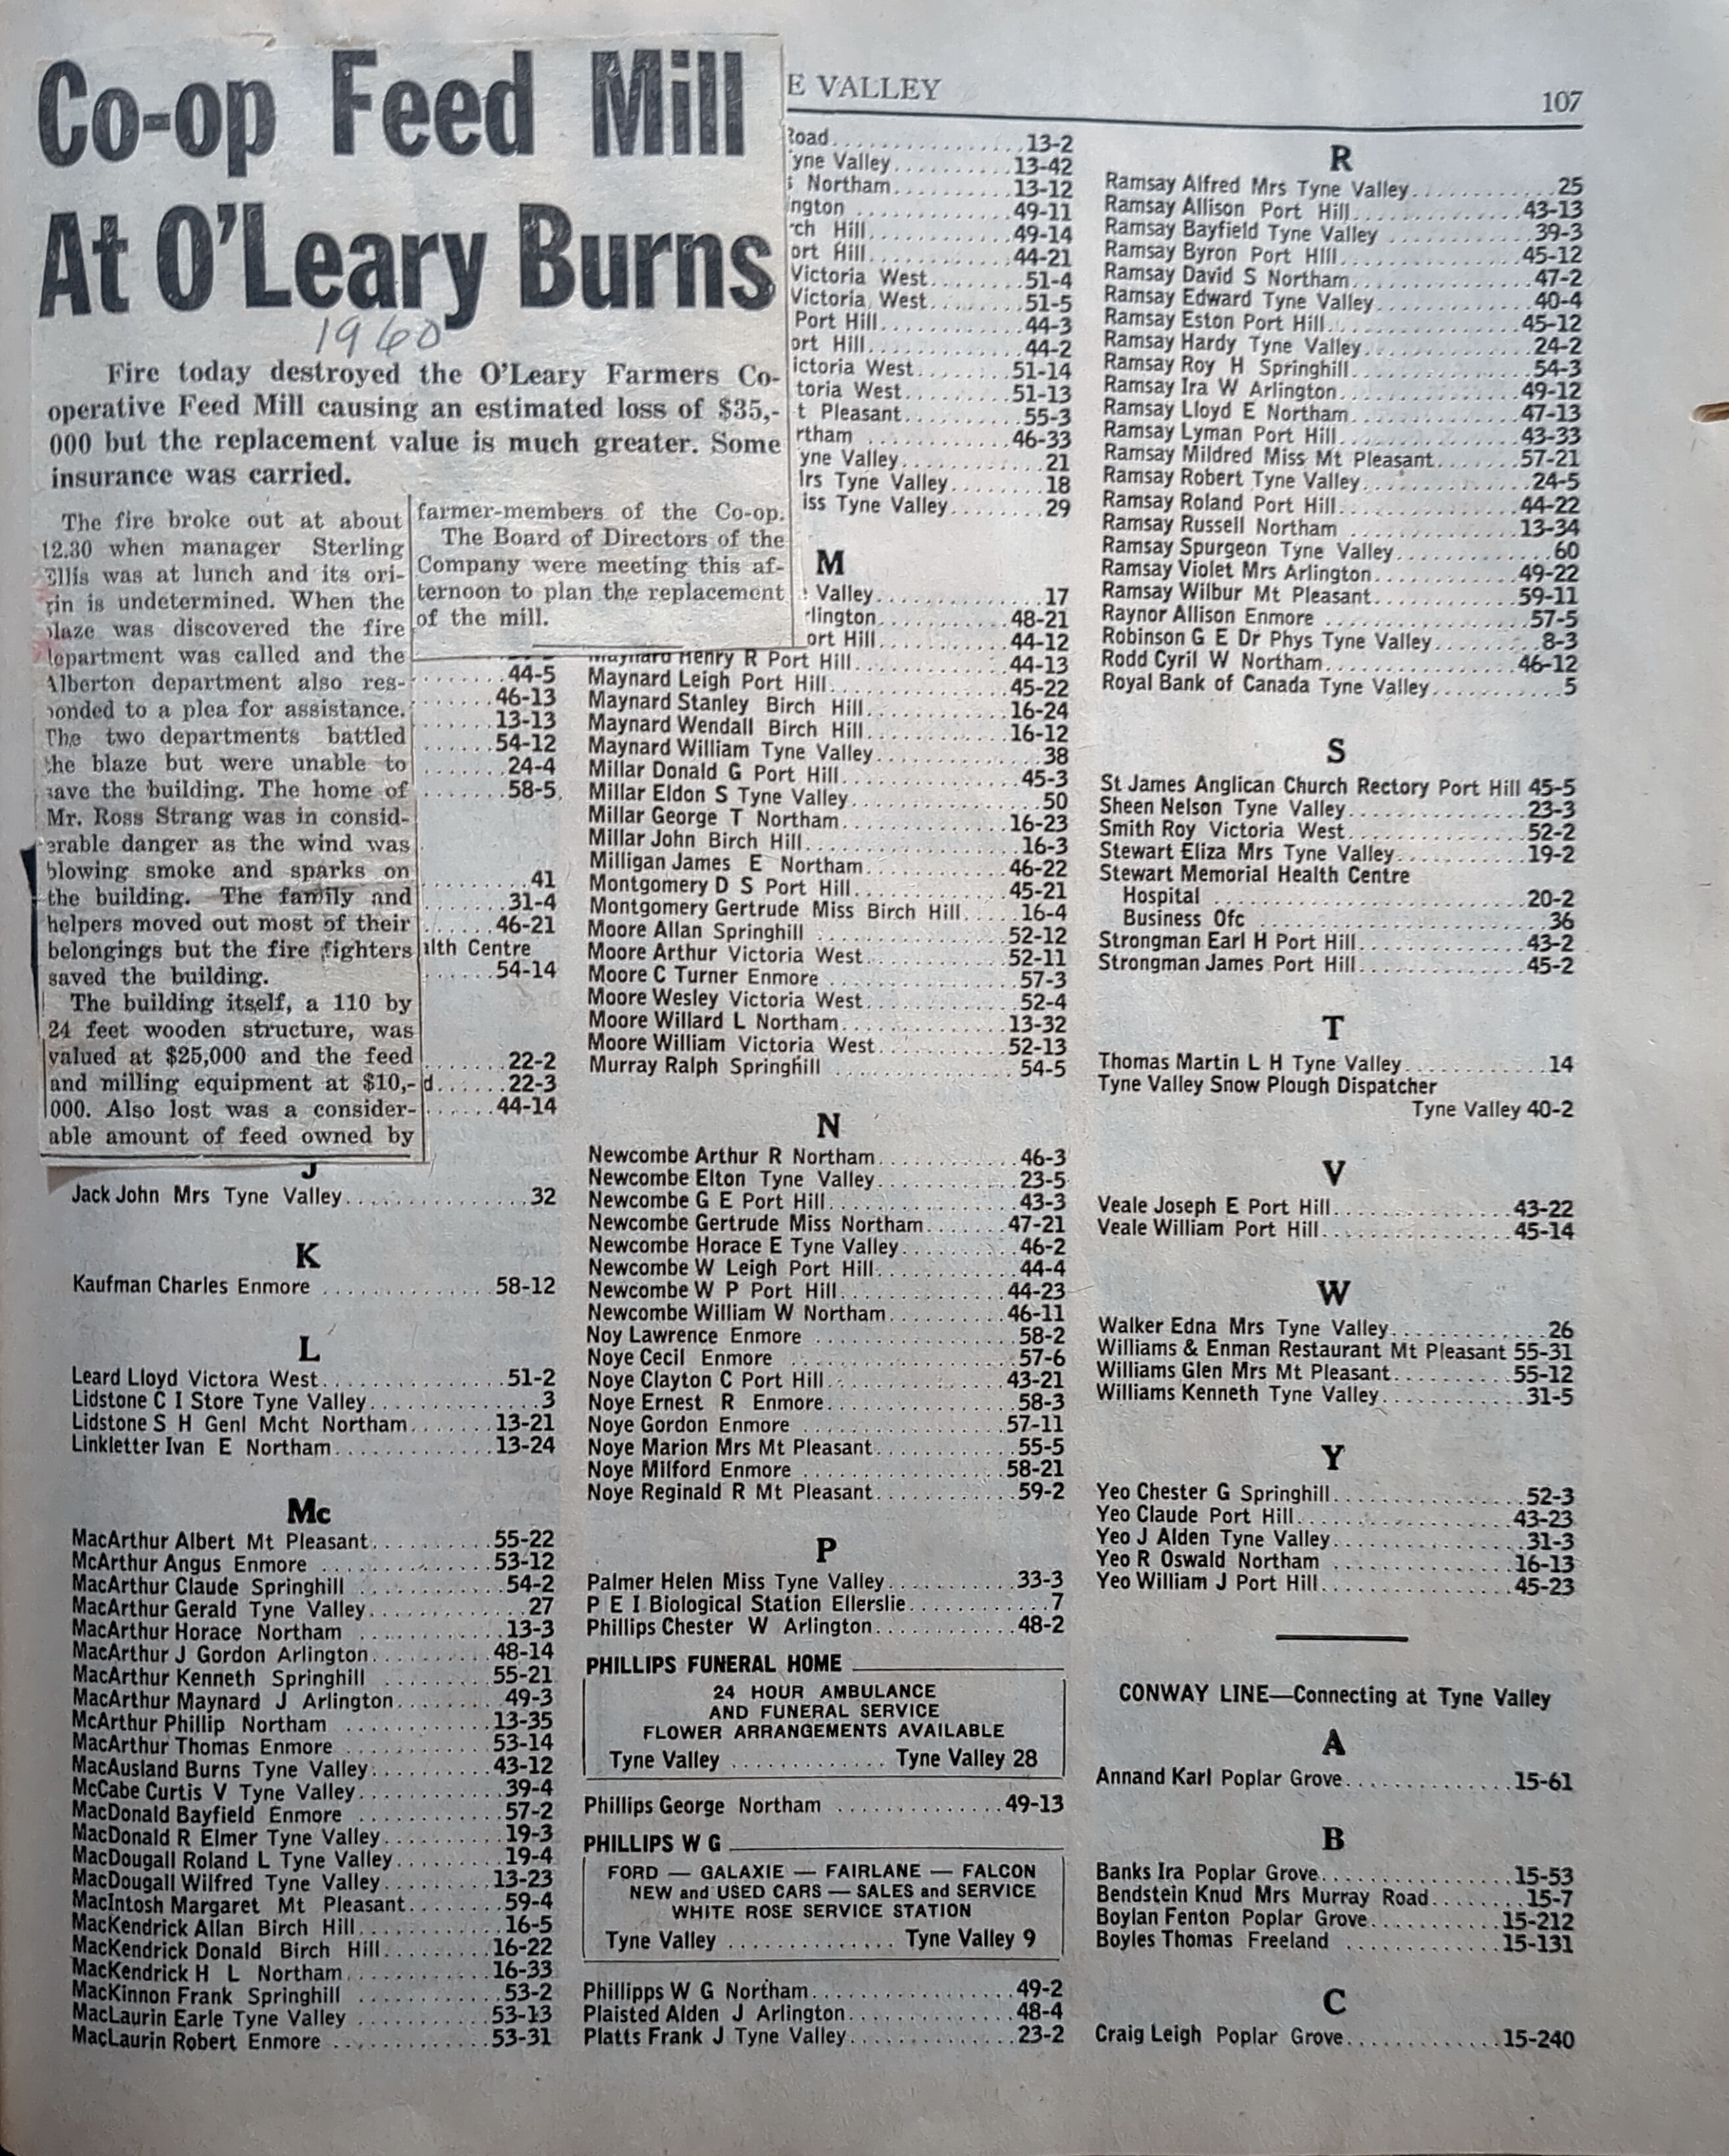 Co-op Feed Mill
At O'Leary Burns
1960
Fire today destroyed the O'Leary Farmers Co-
operative Feed Mill causing an estimated loss of $35,-
000 but the replacement value is much greater. Some
insurance was carried.
The fire broke out at about
12.30 when manager Sterling
Ellis was at lunch and its ori-
gin is undetermined. When the
blaze was discovered the fire
department was called and the
Alberton department also res-
ponded to a plea for assistance.
The two departments battled
the blaze but were unable to
save the building. The home of
Mr. Ross Strang was in consid-
erable danger as the wind was
blowing smoke and sparks on
the building. The family and
helpers moved out most of their
belongings but the fire fighters
saved the building.
The building itself, a 110 by
24 feet wooden structure, was
valued at $25,000 and the feed
and milling equipment at $10,-
000. Also lost was a consider-
able amount of feed owned by
farmer-members of the Co-op.
The Board of Directors of the
Company were meeting this af-
ternoon to plan the replacement
of the mill.
E VALLEY 107
44-5
46-13
13-13
54-12
24-4
58-5
41
31-4
46-21
alth Centre
54-14
22-2
d 22-3
44-14
J
Jack John Mrs Tyne Valley 32
K
Kaufman Charles Enmore 58-12
L
Leard Lloyd Victora West 51-2
Lidstone C I Store Tyne Valley 3
Lidstone S H Genl Mcht Northam 13-21
Linkletter Ivan E Northam 13-24
Mc
MacArthur Albert Mt Pleasant 55-22
McArthur Angus Enmore 53-12
MacArthur Claude Springhill 54-2
MacArthur Gerald Tyne Valley 27
MacArthur Horace Northam 13-3
MacArthur J Gordon Arlington 48-14
MacArthur Kenneth Springhill 55-21
MacArthur Maynard J Arlington 49-3
McArthur Phillip Northam 13-35
MacArthur Thomas Enmore 53-14
MacAusland Burns Tyne Valley 43-12
McCabe Curtis V Tyne Valley 39-4
MacDonald Bayfield Enmore 57-2
MacDonald R Elmer Tyne Valley 19-3
MacDougall Roland L Tyne Valley 19-4
MacDougall Wilfred Tyne Valley 13-23
MacIntosh Margaret Mt Pleasant 59-4
MacKendrick Allan Birch Hill 16-5
MacKendrick Donald Birch Hill 16-22
MacKendrick H L Northam 16-33
MacKinnon Frank Springhill 53-2
MacLaurin Earle Tyne Valley 53-13
MacLaurin Robert Enmore 53-31
Road 13-2
yne Valley 13-42
s Northam 13-12
ngton 49-11
rch Hill 49-14
ort Hill 44-21
Victoria West 51-4
Victoria West 51-5
Port Hill 44-3
ort Hill 44-2
ictoria West 51-14
toria West 51-13
t Pleasant 55-3
rtham 46-33
yne Valley 21
Irs Tyne Valley 18
iss Tyne Valley 29
M
e Valley 17
rlington 48-21
ort Hill 44-12
Maynard Henry R Port Hill 44-13
Maynard Leigh Port Hill 45-22
Maynard Stanley Birch Hill 16-24
Maynard Wendall Birch Hill 16-12
Maynard William Tyne Valley 38
Millar Donald G Port Hill 45-3
Millar Eldon S Tyne Valley 50
Millar George T Northam 16-23
Millar John Birch Hill 16-3
Milligan James E Northam 46-22
Montgomery D S Port Hill 45-21
Montgomery Gertrude Miss Birch Hill 16-4
Moore Allan Springhill 52-12
Moore Arthur Victoria West 52-11
Moore C Turner Enmore 57-3
Moore Wesley Victoria West 52-4
Moore Willard L Northam 13-32
Moore William Victoria West 52-13
Murray Ralph Springhill 54-5
N
Newcombe Arthur R Northam 46-3
Newcombe Elton Tyne Valley 23-5
Newcombe G E Port Hill 43-3
Newcombe Gertrude Miss Northam 47-21
Newcombe Horace E Tyne Valley 46-2
Newcombe W Leigh Port Hill 44-4
Newcombe W P Port Hill 44-23
Newcombe William W Northam 46-11
Noy Lawrence Enmore 58-2
Noye Cecil Enmore 57-6
Noye Clayton C Port Hill 43-21
Noye Ernest R Enmore 58-3
Noye Gordon Enmore 57-11
Noye Marion Mrs Mt Pleasant 55-5
Noye Milford Enmore 58-21
Noye Reginald R Mt Pleasant 59-2
P
Palmer Helen Miss Tyne Valley 33-3
P E I Biological Station Ellerslie 7
Phillips Chester W Arlington 48-2
PHILLIPS FUNERAL HOME
24 HOUR AMBULANCE
AND FUNERAL SERVICE
FLOWER ARRANGEMENTS AVAILABLE
Tyne Valley Tyne Valley 28
Phillips George Northam 49-13
PHILLIPS W G
FORD — GALAXIE — FAIRLANE — FALCON
NEW and USED CARS — SALES and SERVICE
WHITE ROSE SERVICE STATION
Tyne Valley Tyne Valley 9
Phillipps W G Northam 49-2
Plaisted Alden J Arlington 48-4
Platts Frank J Tyne Valley 23-2
R
Ramsay Alfred Mrs Tyne Valley 25
Ramsay Allison Port Hill 43-13
Ramsay Bayfield Tyne Valley 39-3
Ramsay Byron Port Hill 45-12
Ramsay David S Northam 47-2
Ramsay Edward Tyne Valley 40-4
Ramsay Eston Port Hill 45-12
Ramsay Hardy Tyne Valley 24-2
Ramsay Roy H Springhill 54-3
Ramsay Ira W Arlington 49-12
Ramsay Lloyd E Northam 47-13
Ramsay Lyman Port Hill 43-33
Ramsay Mildred Miss Mt Pleasant 57-21
Ramsay Robert Tyne Valley 24-5
Ramsay Roland Port Hill 44-22
Ramsay Russell Northam 13-34
Ramsay Spurgeon Tyne Valley 60
Ramsay Violet Mrs Arlington 49-22
Ramsay Wilbur Mt Pleasant 59-11
Raynor Allison Enmore 57-5
Robinson G E Dr Phys Tyne Valley 8-3
Rodd Cyril W Northam 46-12
Royal Bank of Canada Tyne Valley 5
S
St James Anglican Church Rectory Port Hill 45-5
Sheen Nelson Tyne Valley 23-3
Smith Roy Victoria West 52-2
Stewart Eliza Mrs Tyne Valley 19-2
Stewart Memorial Health Centre
Hospital 20-2
Business Ofc 36
Strongman Earl H Port Hill 43-2
Strongman James Port Hill 45-2
T
Thomas Martin L H Tyne Valley 14
Tyne Valley Snow Plough Dispatcher
Tyne Valley 40-2
V
Veale Joseph E Port Hill 43-22
Veale William Port Hill 45-14
W
Walker Edna Mrs Tyne Valley 26
Williams & Enman Restaurant Mt Pleasant 55-31
Williams Glen Mrs Mt Pleasant 55-12
Williams Kenneth Tyne Valley 31-5
Y
Yeo Chester G Springhill 52-3
Yeo Claude Port Hill 43-23
Yeo J Alden Tyne Valley 31-3
Yeo R Oswald Northam 16-13
Yeo William J Port Hill 45-23
CONWAY LINE—Connecting at Tyne Valley
A
Annand Karl Poplar Grove 15-61
B
Banks Ira Poplar Grove 15-53
Bendstein Knud Mrs Murray Road 15-7
Boylan Fenton Poplar Grove 15-212
Boyles Thomas Freeland 15-131
C
Craig Leigh Poplar Grove 15-240